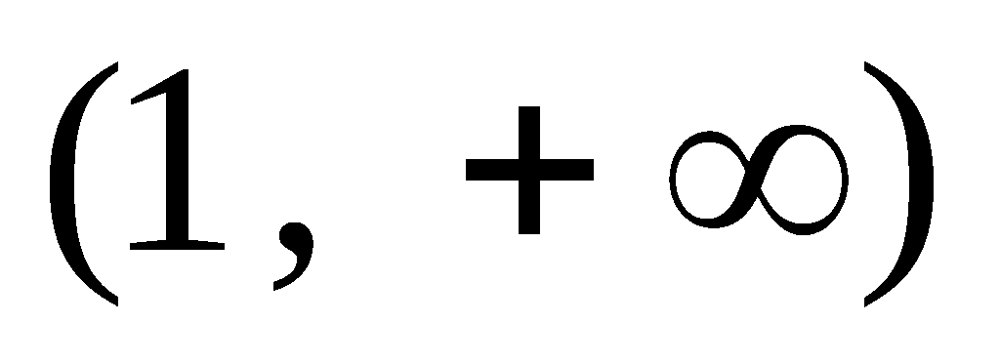 (1, +∞)